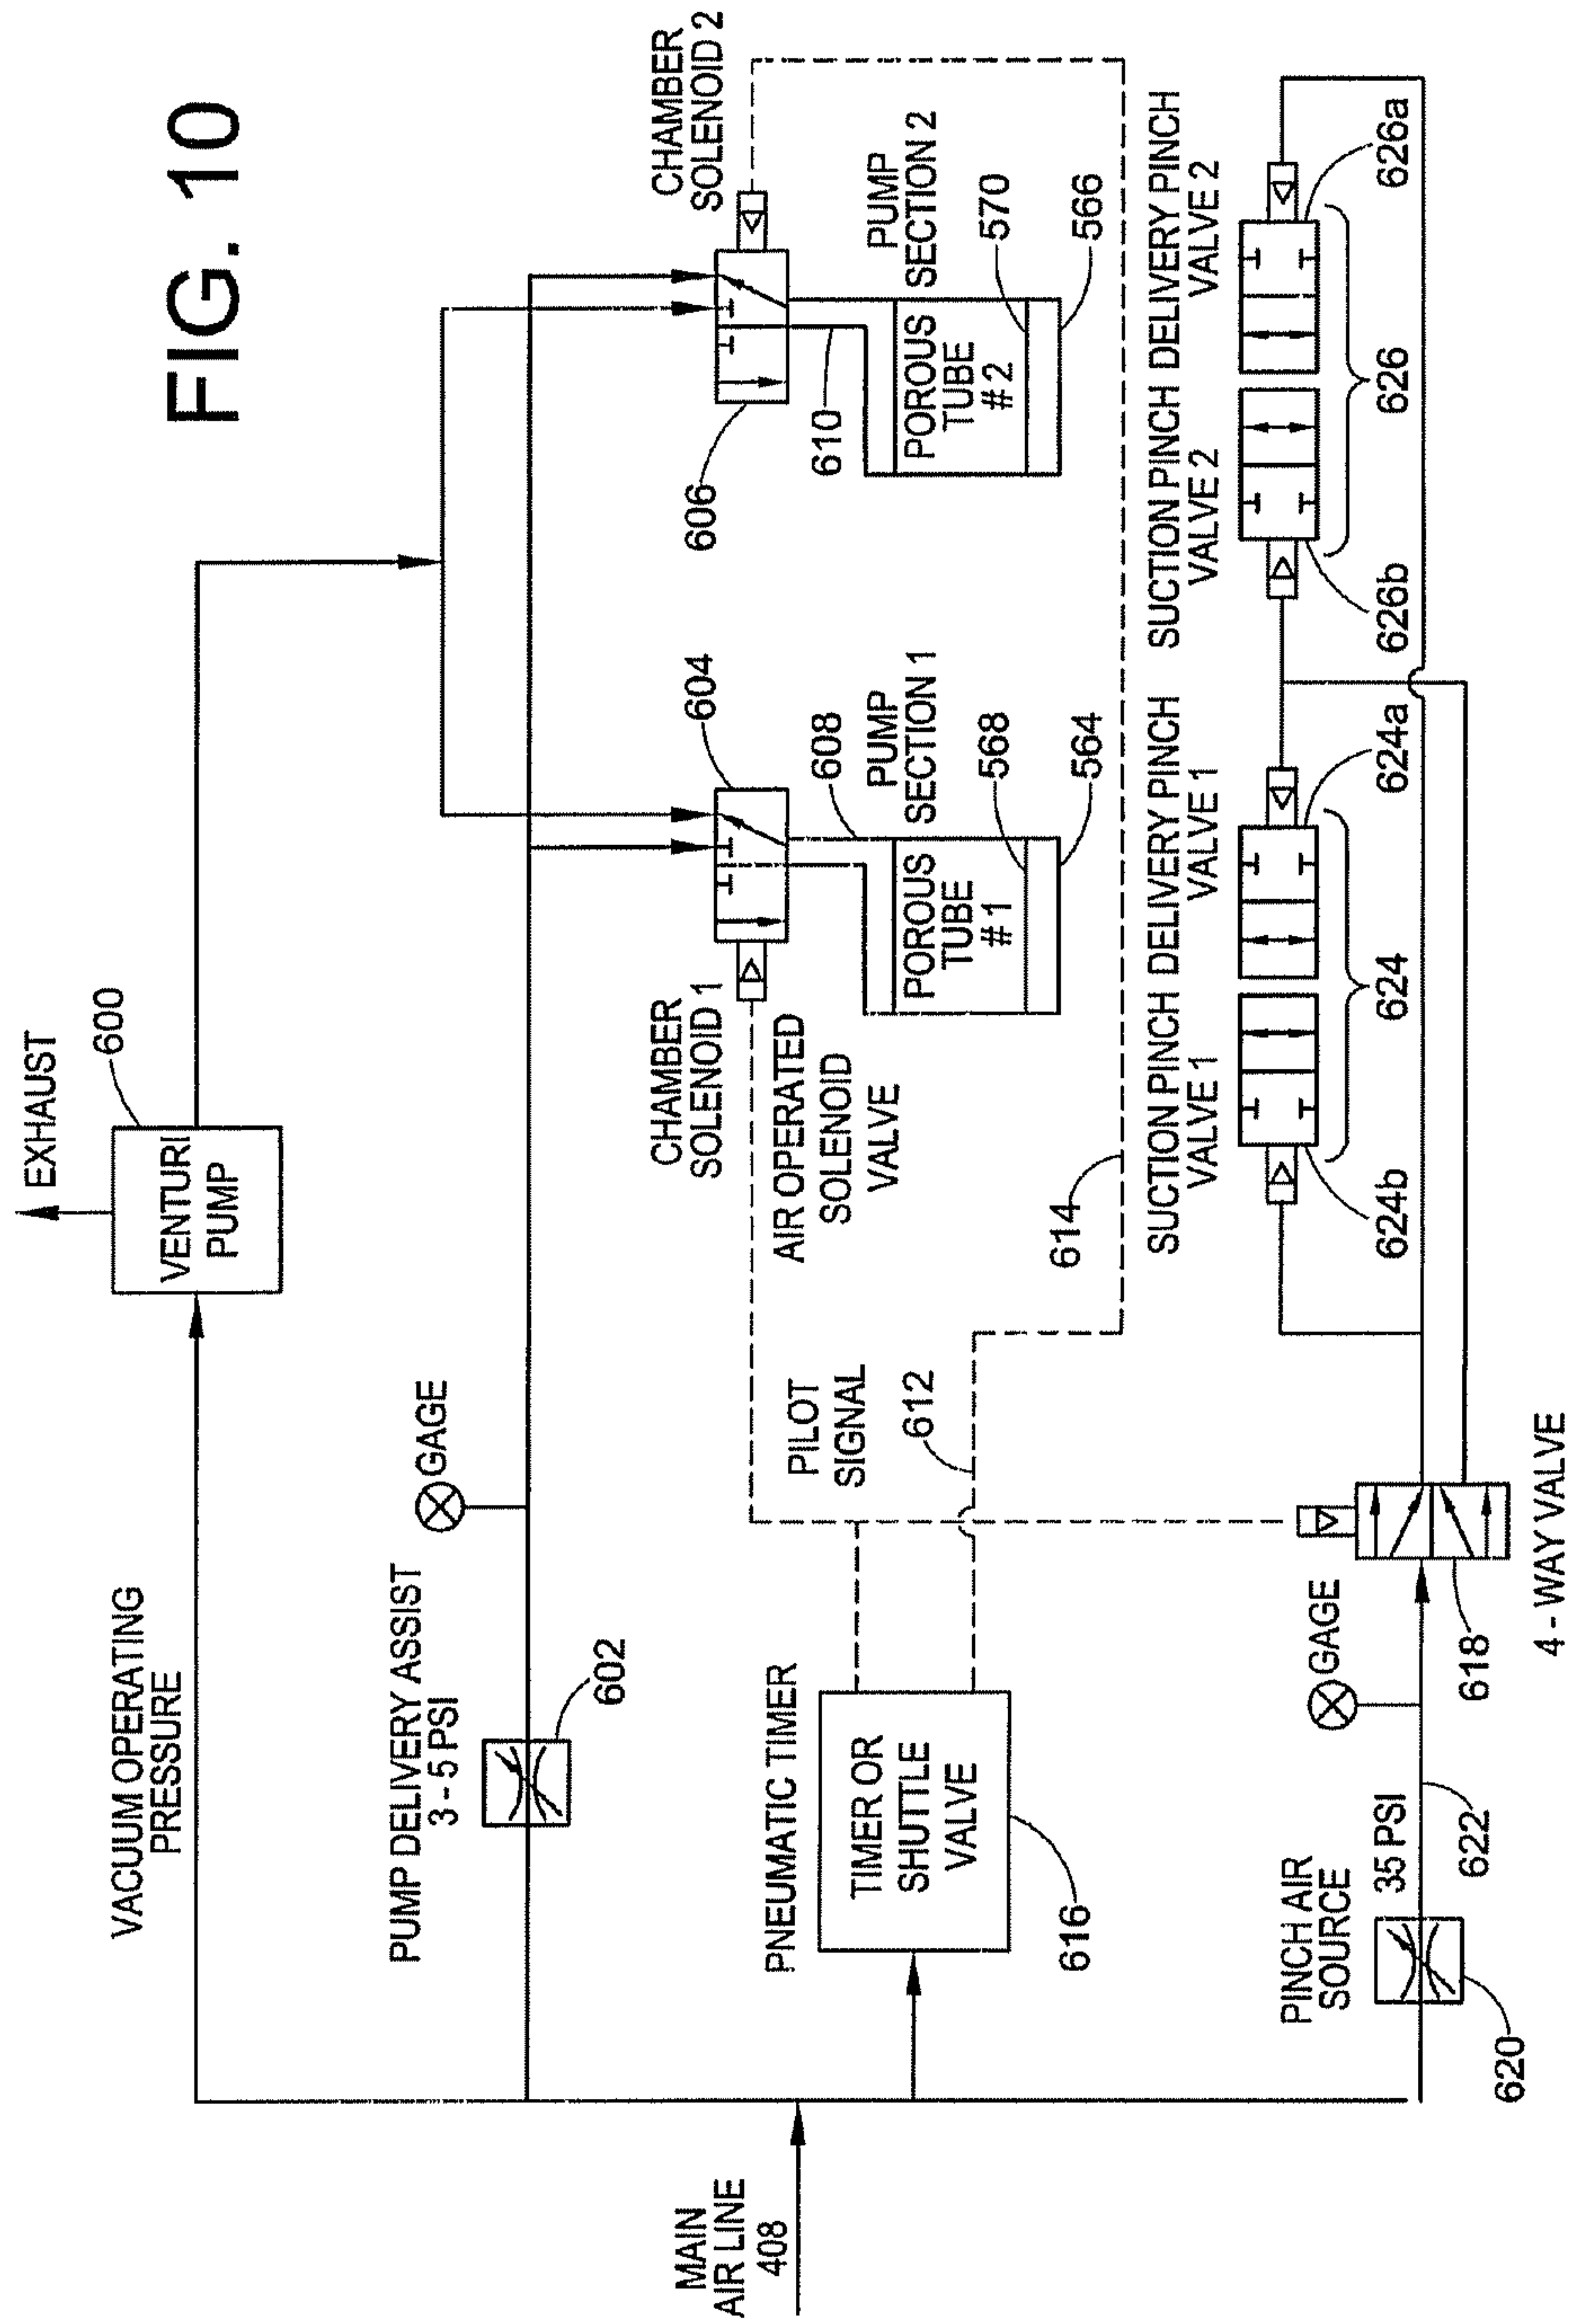 FIG. 10
EXHAUST
600
VENTURI
PUMP
VACUUM OPERATING
PRESSURE
GAGE
PUMP DELIVERY ASSIST
3 - 5 PSI
602
CHAMBER
SOLENOID 1
AIR OPERATED
SOLENOID
VALVE
604
608
PUMP
SECTION 1
POROUS
TUBE
# 1
568
564
CHAMBER
SOLENOID 2
606
610
PUMP
SECTION 2
POROUS
TUBE
# 2
570
566
MAIN
AIR LINE
408
PNEUMATIC TIMER
TIMER OR
SHUTTLE
VALVE
616
PILOT
SIGNAL
612
614
SUCTION PINCH
VALVE 1
DELIVERY PINCH
VALVE 1
SUCTION PINCH
VALVE 2
DELIVERY PINCH
VALVE 2
624b
624
624a
626b
626
626a
PINCH AIR
SOURCE
35 PSI
GAGE
620
622
618
4 - WAY VALVE